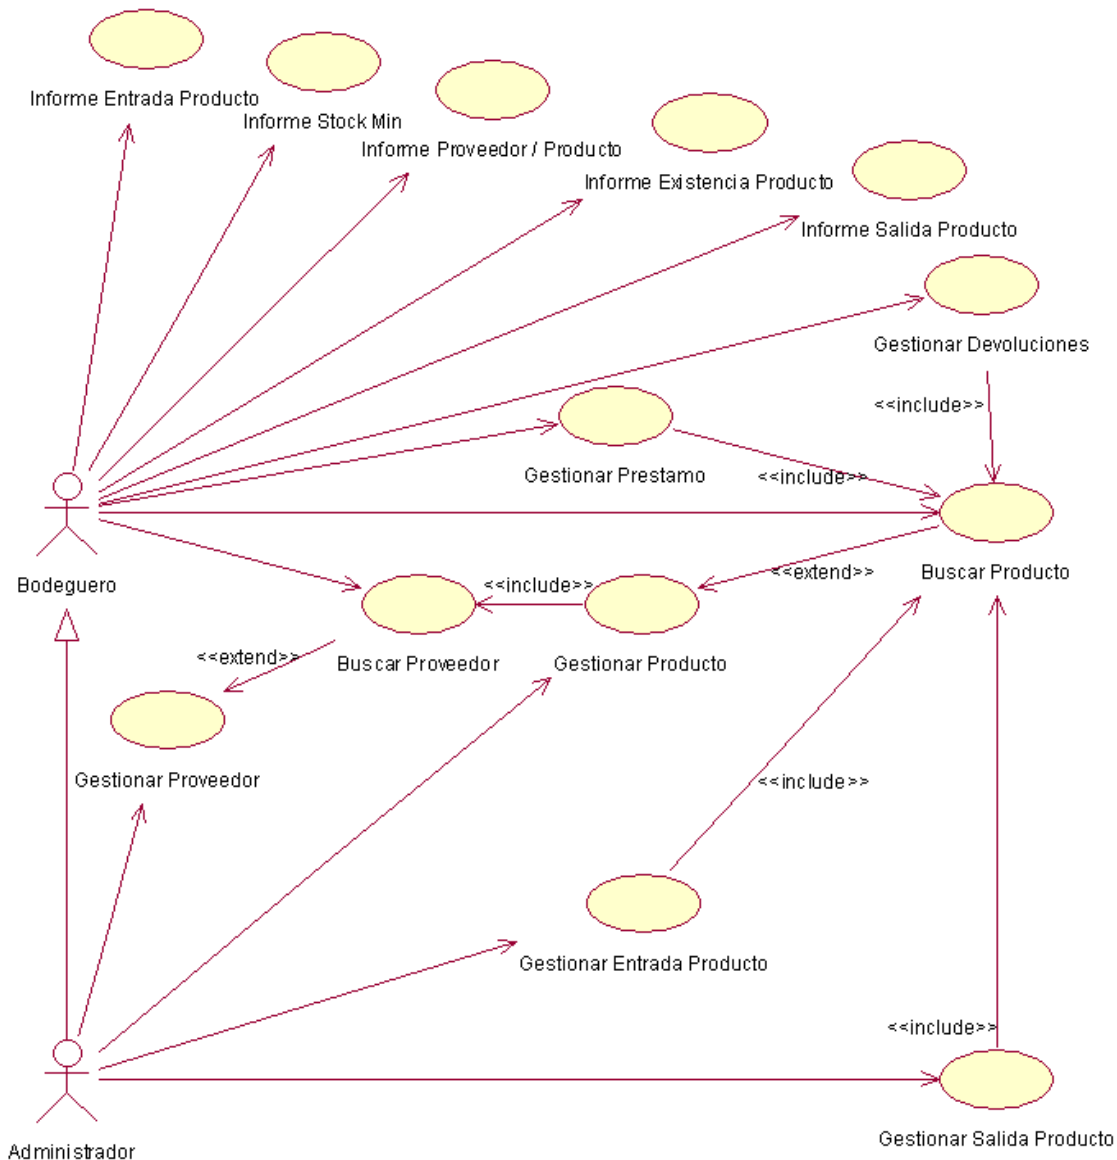 Informe Entrada Producto
Informe Stock Min
Informe Proveedor / Producto
Informe Existencia Producto
Informe Salida Producto
Gestionar Devoluciones
<<include>>
Gestionar Prestamo
<<include>>
Buscar Producto
<<extend>>
Bodeguero
<<include>>
Buscar Proveedor
Gestionar Producto
<<extend>>
Gestionar Proveedor
<<include>>
Gestionar Entrada Producto
<<include>>
Gestionar Salida Producto
Administrador